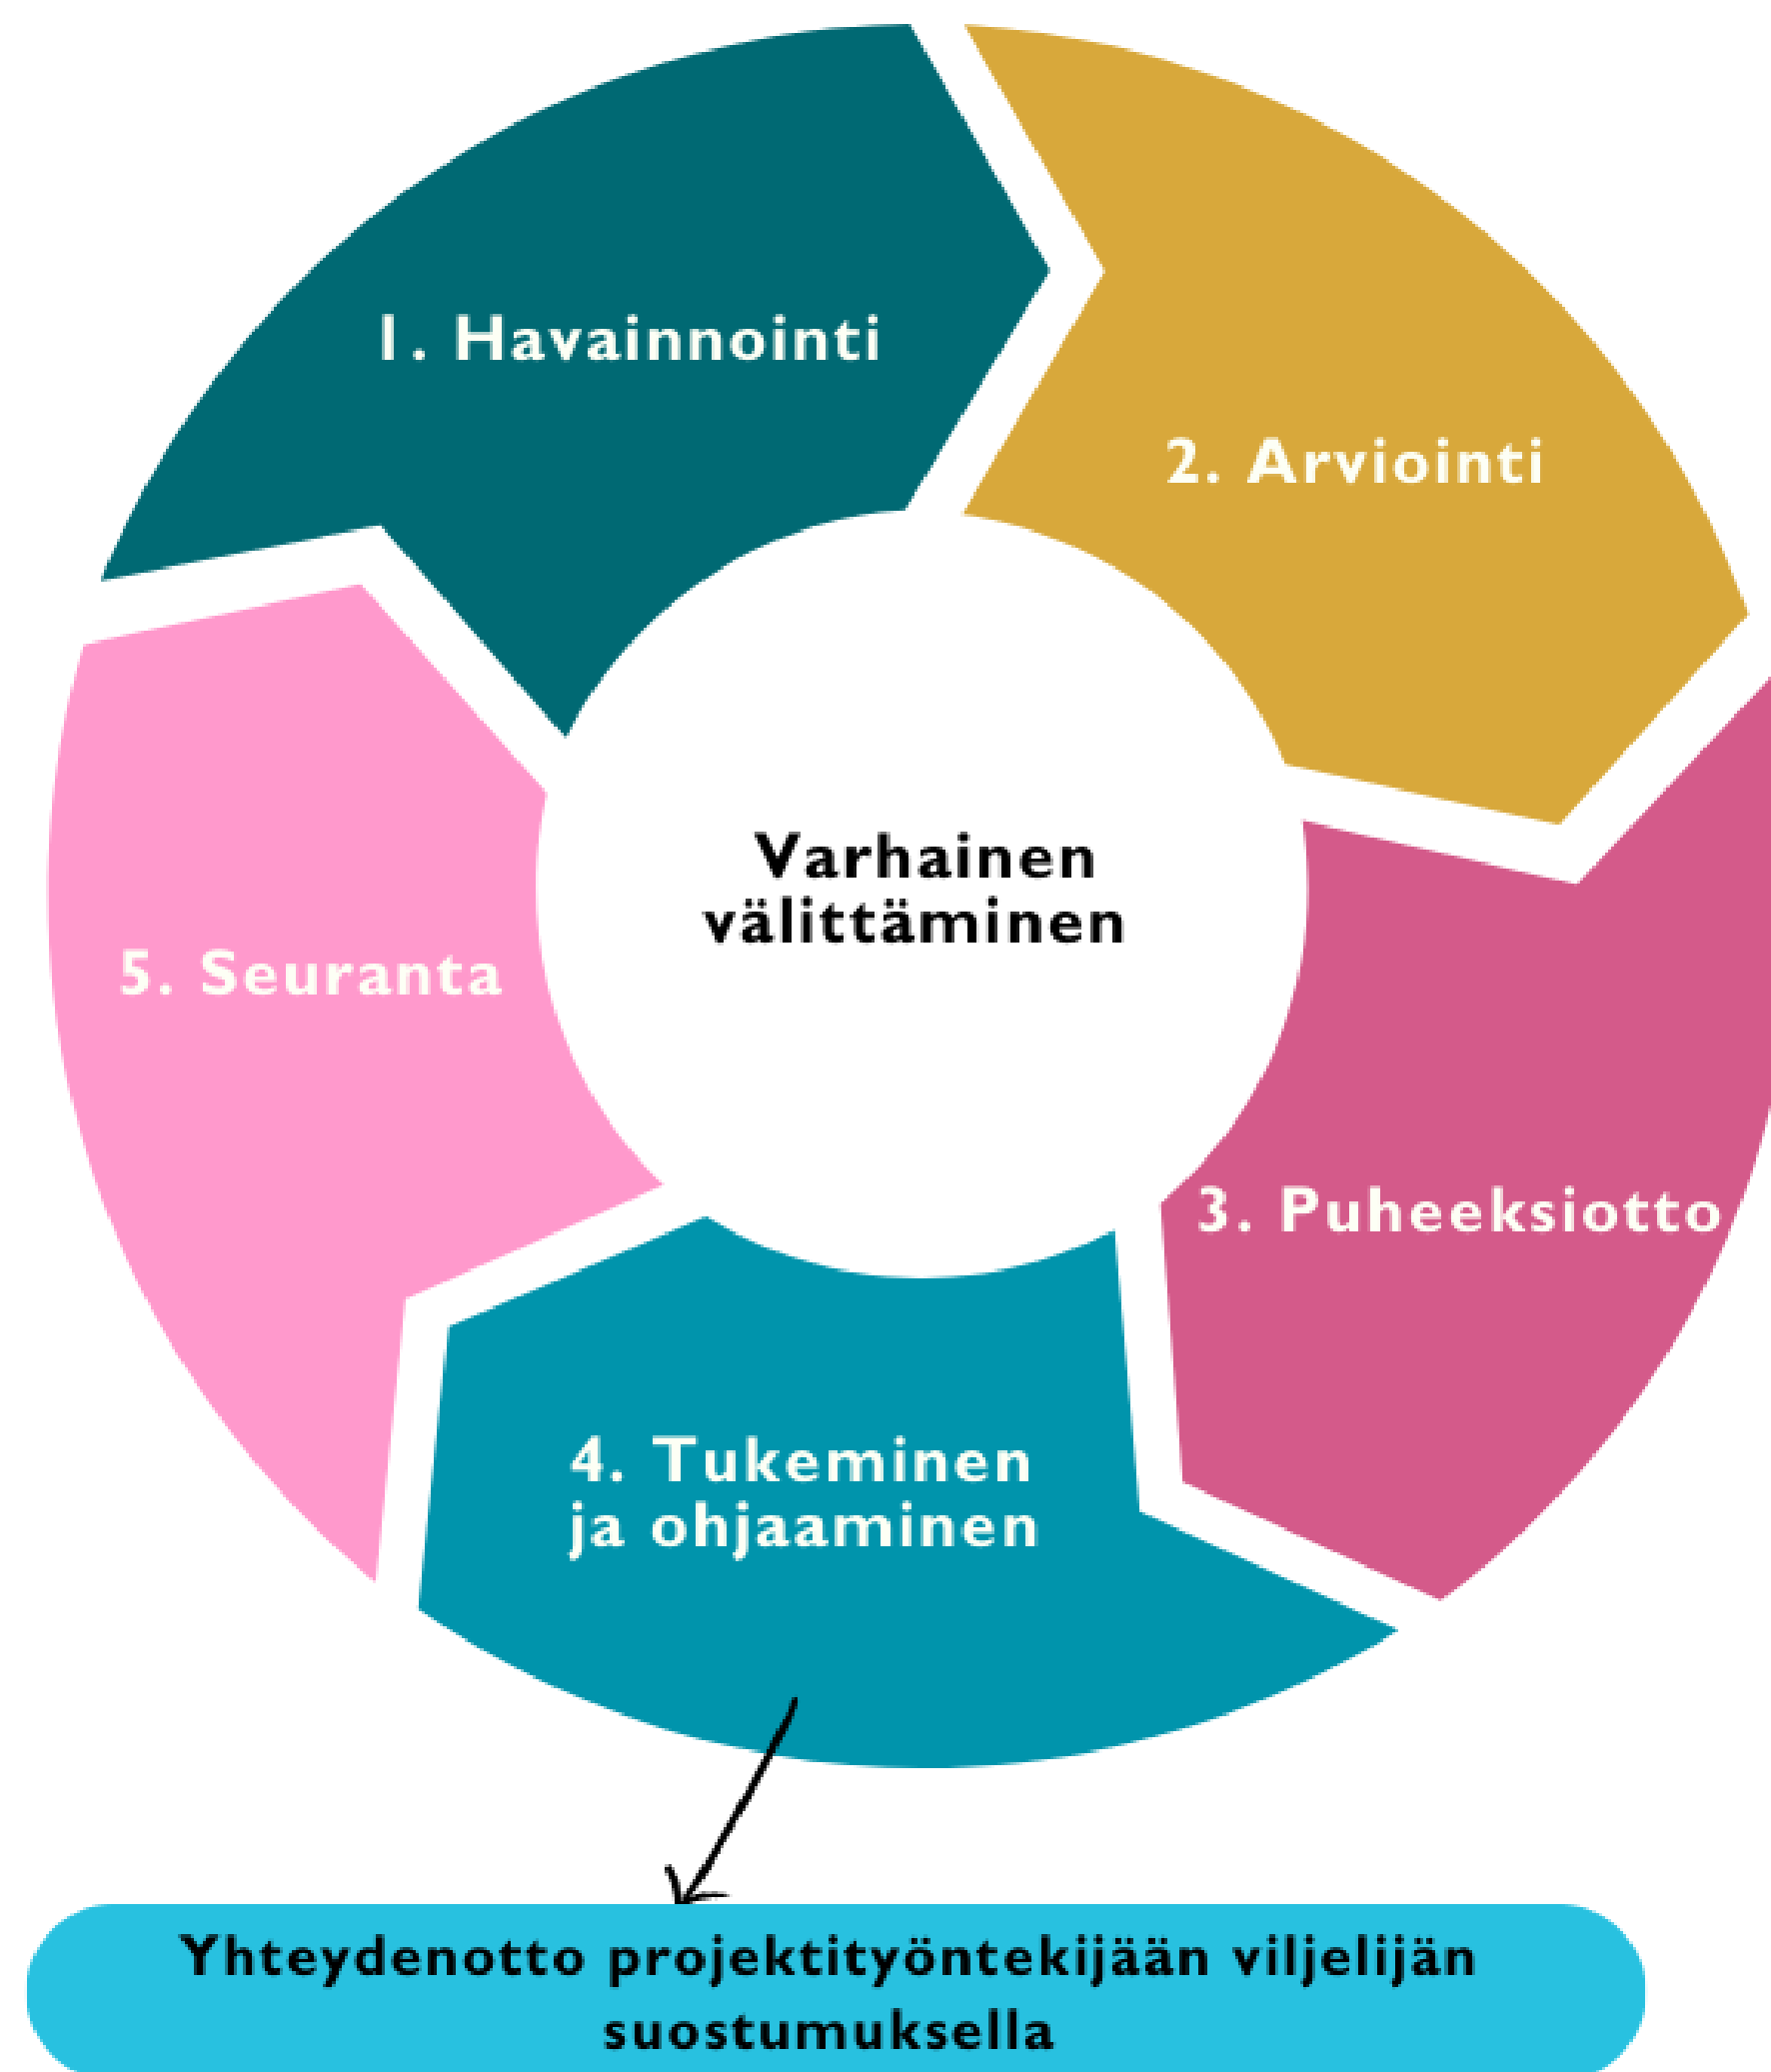 1. Havainnointi
2. Arviointi
Varhainen
välittäminen
5. Seuranta
3. Puheeksiotto
4. Tukeminen
ja ohjaaminen
Yhteydenotto projektityöntekijään viljelijän
suostumuksella